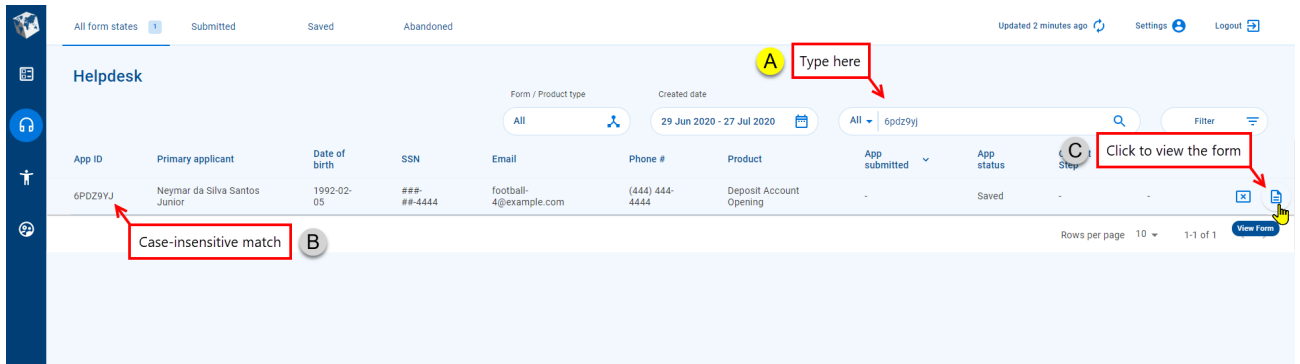 All form states 1 Submitted Saved Abandoned Updated 2 minutes ago Settings Logout
A Type here
Helpdesk
Form / Product type Created date
All 29 Jun 2020 - 27 Jul 2020 All 6pdz9yj Filter
C Click to view the form
App ID Primary applicant Date of birth SSN Email Phone # Product App submitted App status Step
6PDZ9YJ Neymar da Silva Santos Junior 1992-02-05 ###-##-4444 football-4@example.com (444) 444-4444 Deposit Account Opening - Saved - -
Case-insensitive match B
Rows per page 10 1-1 of 1 View Form